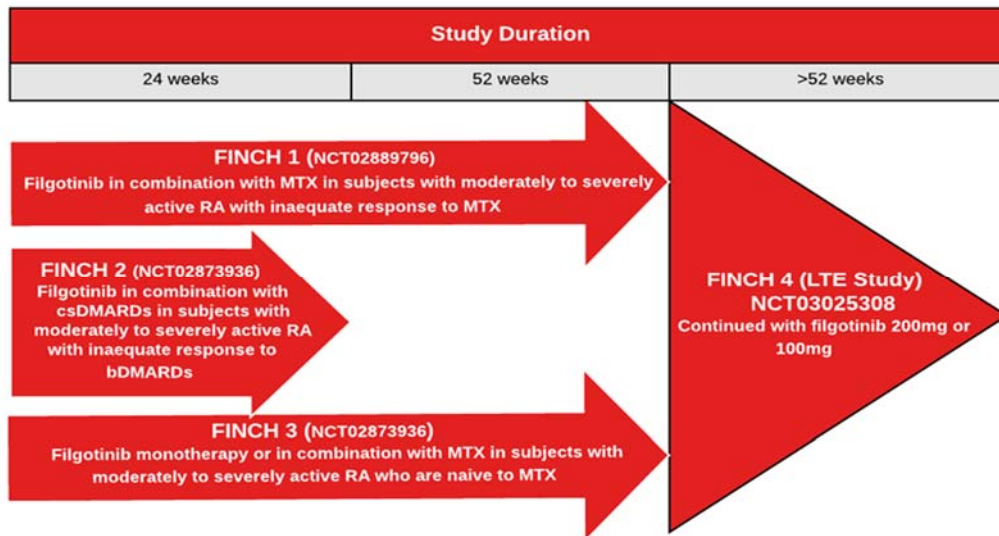 Study Duration
24 weeks
52 weeks
>52 weeks
FINCH 1 (NCT02889796)
Filgotinib in combination with MTX in subjects with moderately to severely
active RA with inaequate response to MTX
FINCH 2 (NCT02873936)
Filgotinib in combination with
csDMARDs in subjects with
moderately to severely active RA
with inaequate response to
bDMARDs
FINCH 3 (NCT02873936)
Filgotinib monotherapy or in combination with MTX in subjects with
moderately to severely active RA who are naive to MTX
FINCH 4 (LTE Study)
NCT03025308
Continued with filgotinib 200mg or
100mg